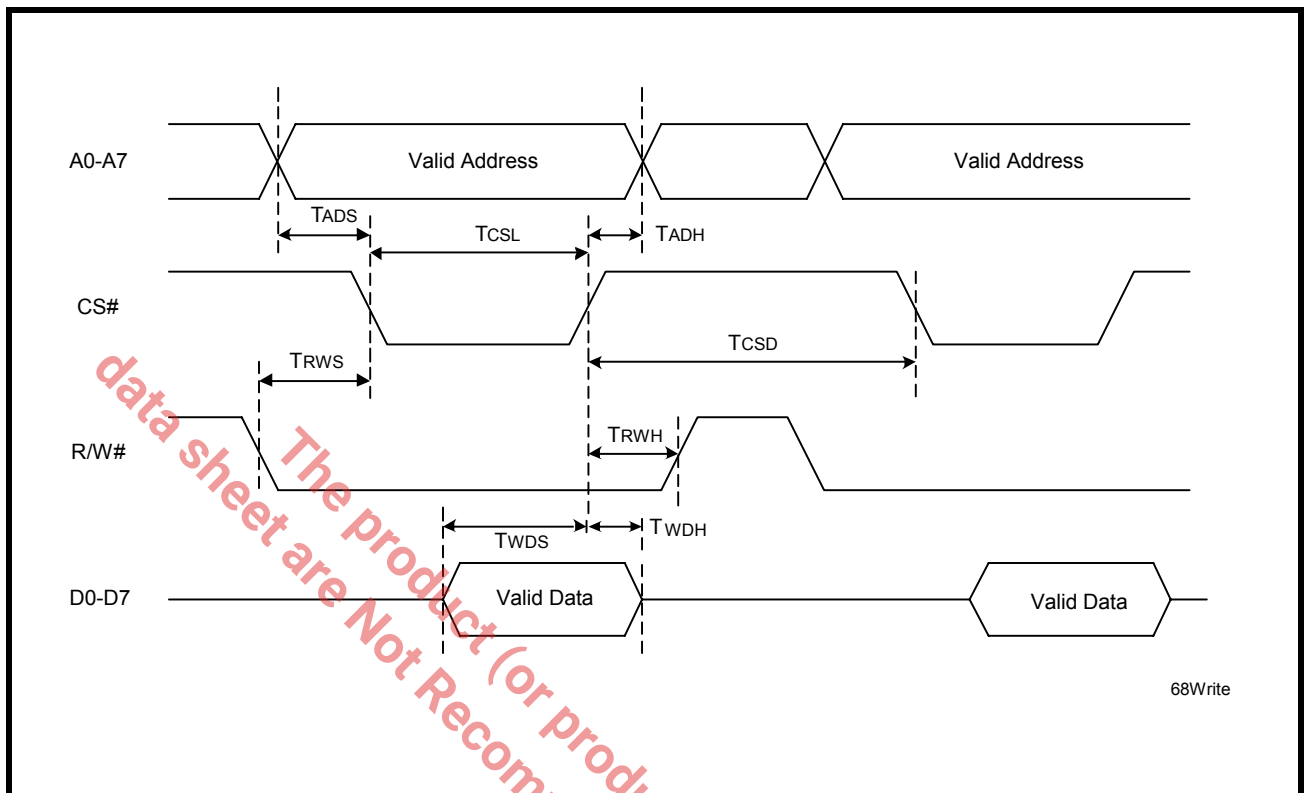 A0-A7
Valid Address
Valid Address
TADS
TCSL
TADH
CS#
TCSD
TRWS
R/W#
TRWH
TWDS
TWDH
D0-D7
Valid Data
Valid Data
68Write
The product (or produ
data sheet are Not Recom